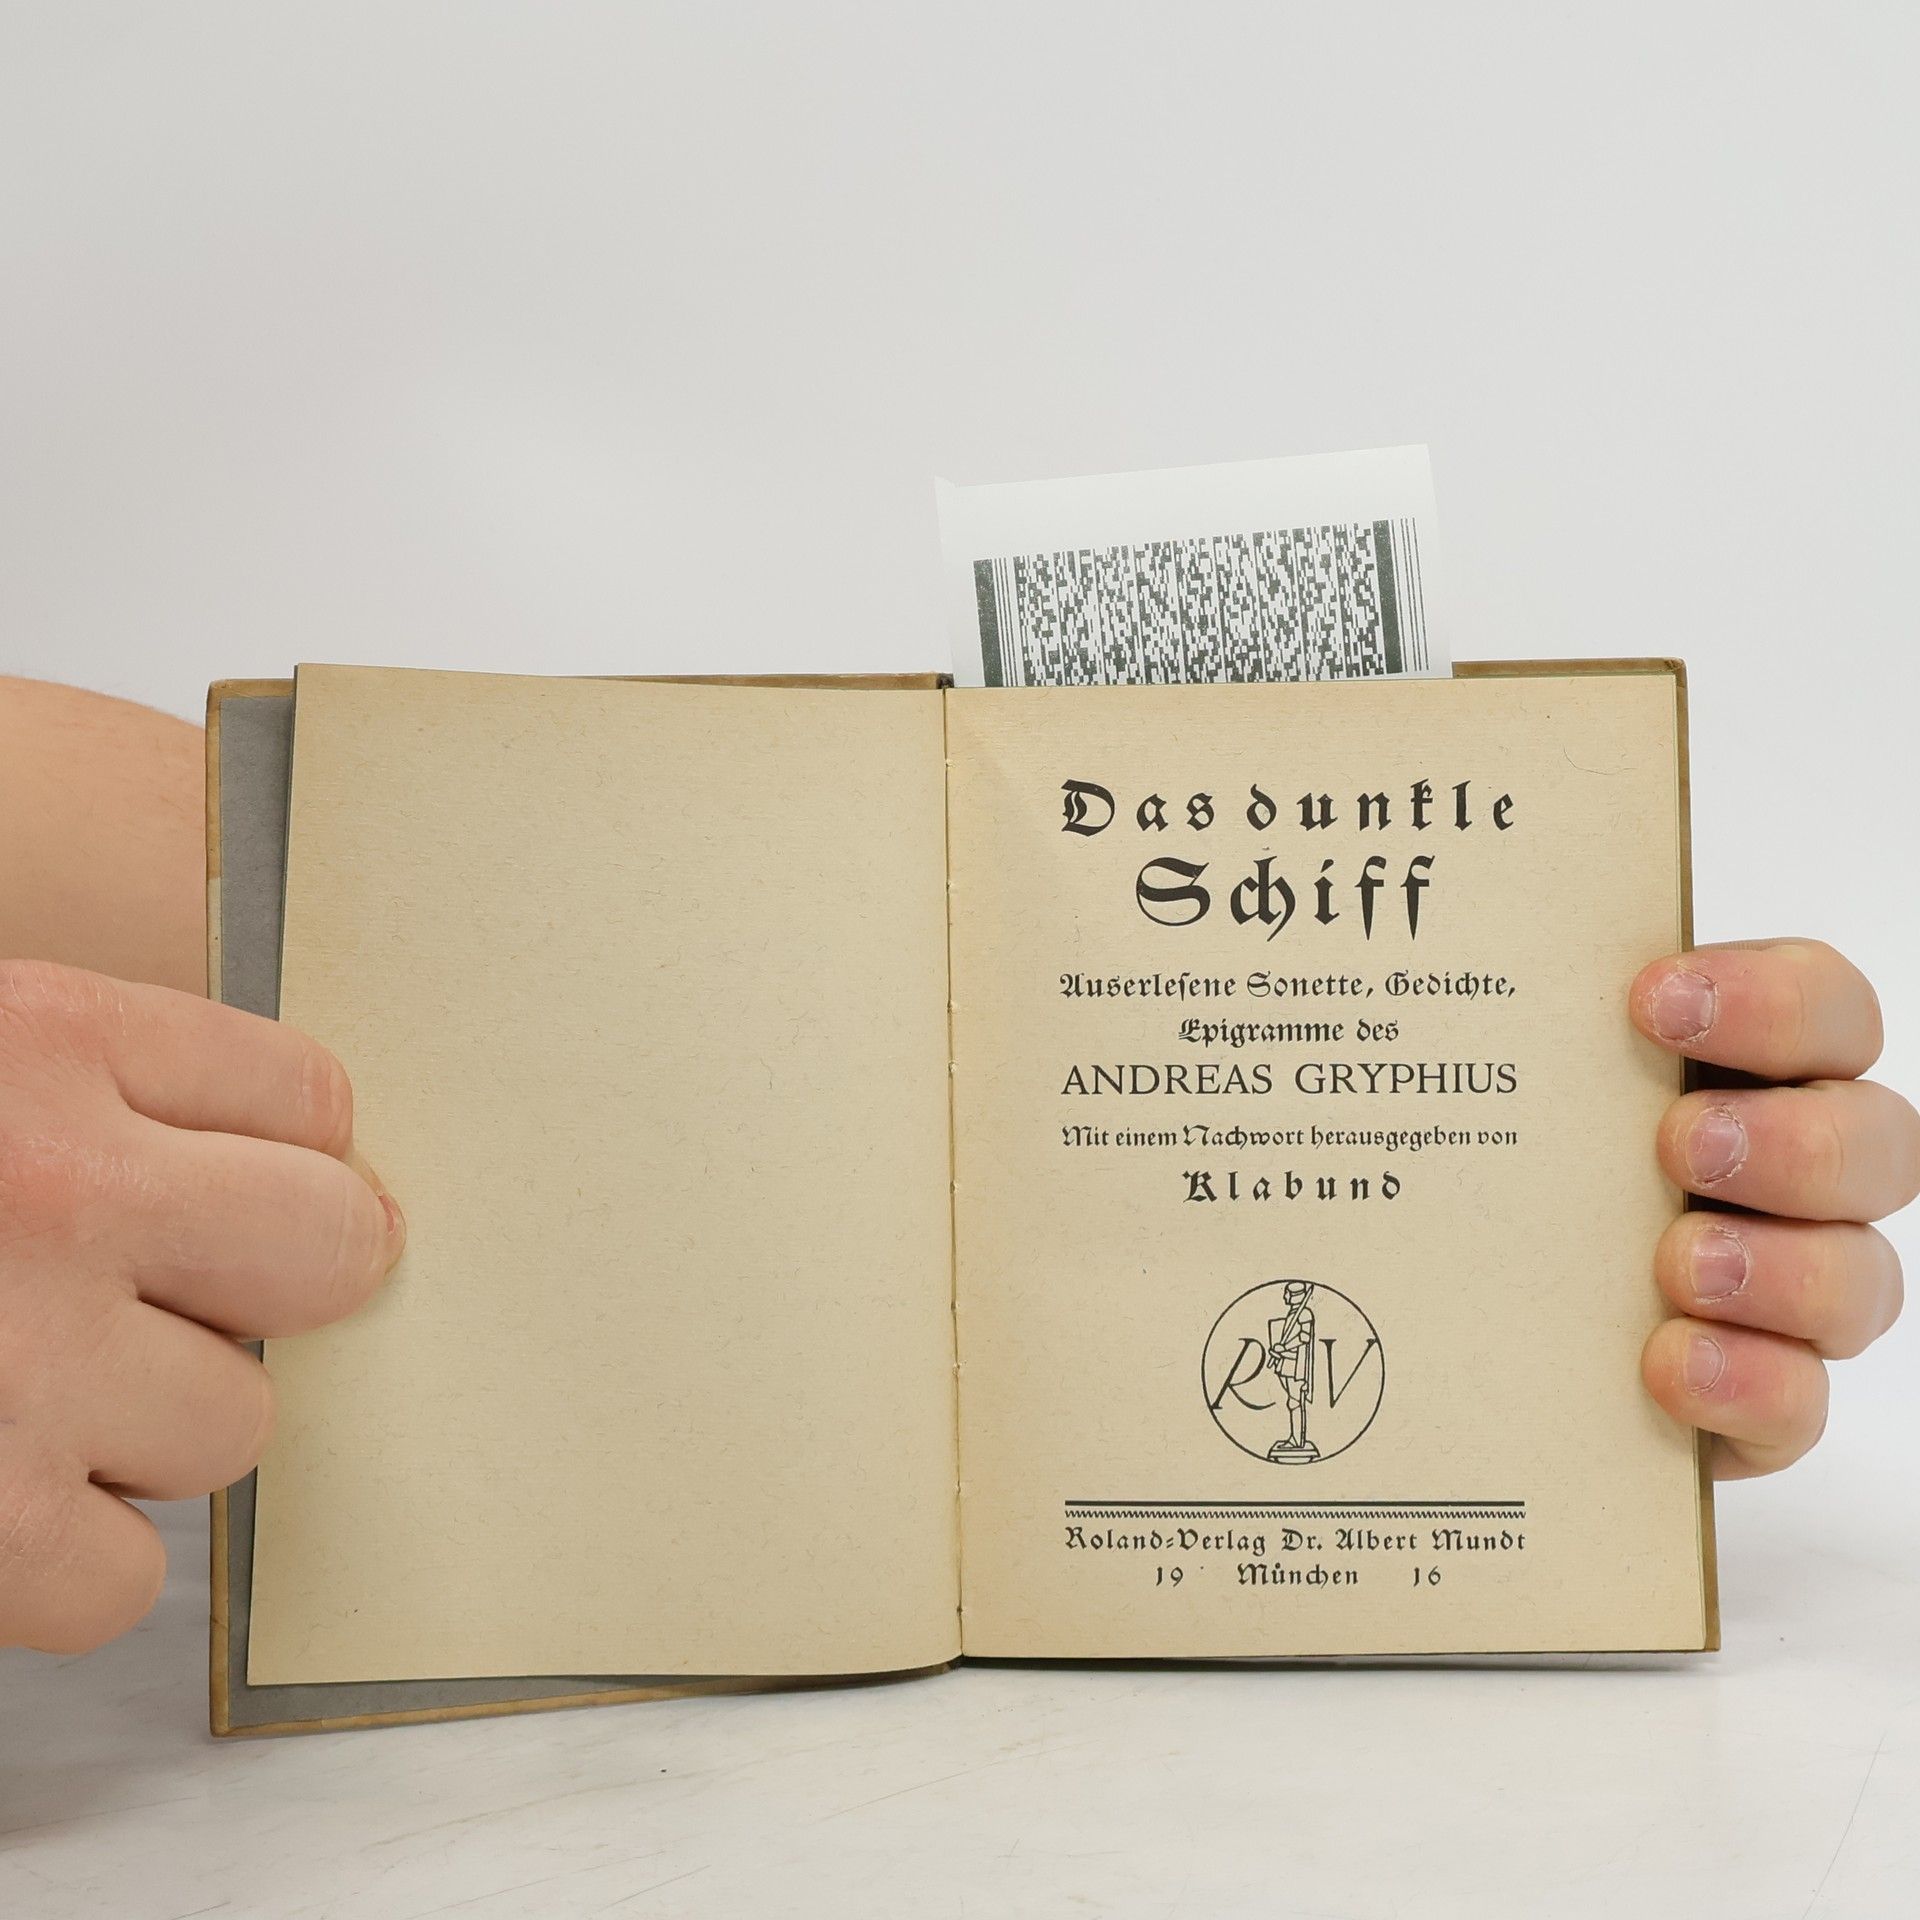 Das dunkle
Schiff
Auserleſene Sonette, Gedichte,
Epigramme des
ANDREAS GRYPHIUS
Mit einem Nachwort herausgegeben von
Klabund
R V
Roland-Verlag Dr. Albert Mundt
19 München 16